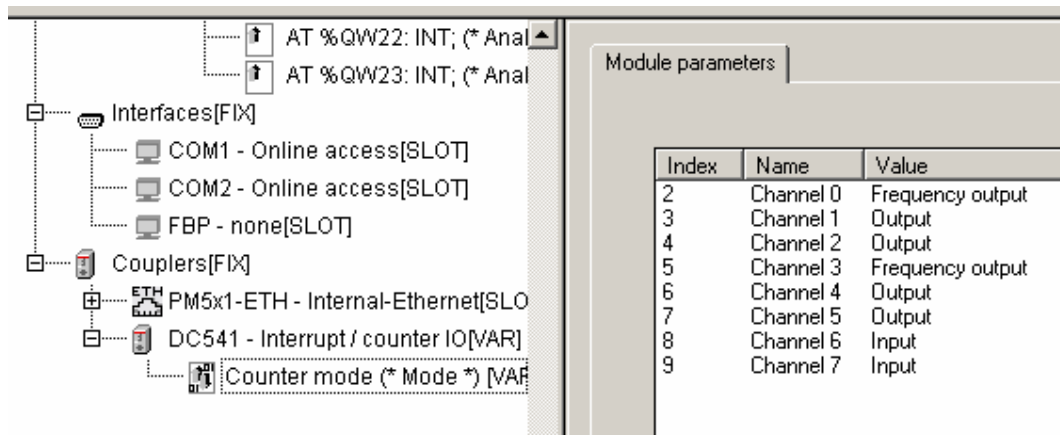 AT %QW22: INT; (* Anal
AT %QW23: INT; (* Anal
Interfaces[FIX]
COM1 - Online access[SLOT]
COM2 - Online access[SLOT]
FBP - none[SLOT]
Couplers[FIX]
PM5x1-ETH - Internal-Ethernet[SLO
DC541 - Interrupt / counter IO[VAR]
Counter mode (* Mode *) [VAR
Module parameters
Index Name Value
2 Channel 0 Frequency output
3 Channel 1 Output
4 Channel 2 Output
5 Channel 3 Frequency output
6 Channel 4 Output
7 Channel 5 Output
8 Channel 6 Input
9 Channel 7 Input